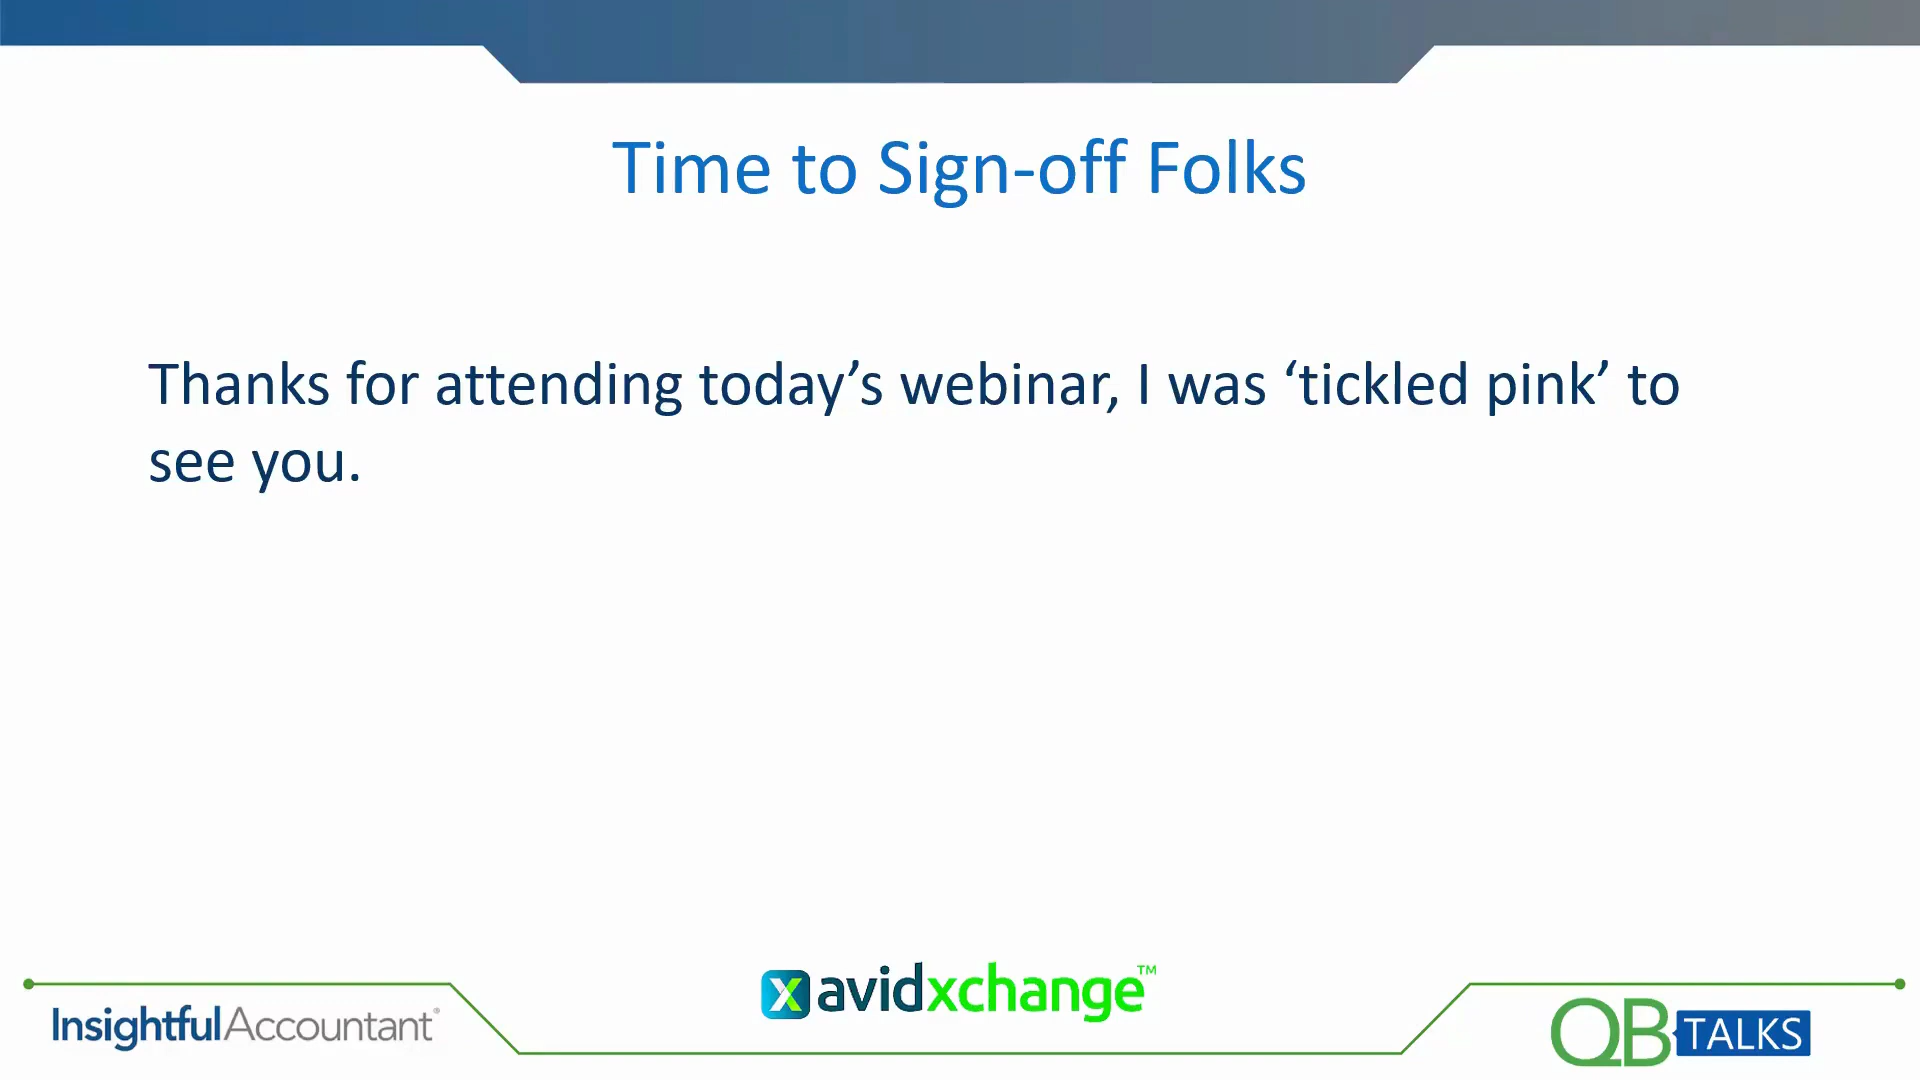 Time to Sign-off Folks
Thanks for attending today’s webinar, I was ‘tickled pink’ to
see you.
InsightfulAccountant®
avidxchange™
QB TALKS